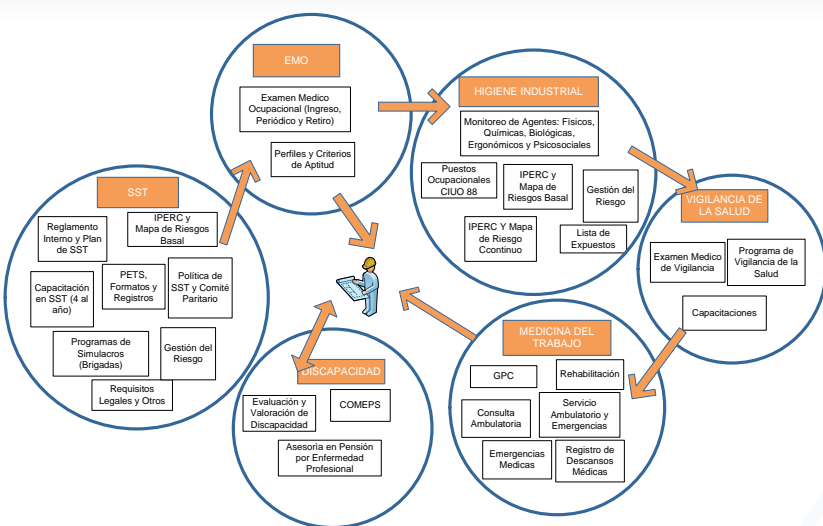 EMO
Examen Medico
Ocupacional (Ingreso,
Periódico y Retiro)
Perfiles y Criterios
de Aptitud
HIGIENE INDUSTRIAL
Monitoreo de Agentes: Físicos,
Químicas, Biológicas,
Ergonómicos y Psicosociales
Puestos
Ocupacionales
CIUO 88
IPERC y
Mapa de
Riesgos Basal
Gestión del
Riesgo
IPERC Y Mapa
de Riesgo
Ccontinuo
Lista de
Expuestos
SST
Reglamento
Interno y Plan
de SST
IPERC y
Mapa de Riesgos
Basal
Capacitación
en SST (4 al
año)
PETS,
Formatos y
Registros
Política de
SST y Comité
Paritario
Programas de
Simulacros (Brigadas)
Gestión del
Riesgo
Requisitos
Legales y Otros
VIGILANCIA DE
LA SALUD
Examen Medico
de Vigilancia
Programa de
Vigilancia de la
Salud
Capacitaciones
MEDICINA DEL
TRABAJO
GPC
Rehabilitación
Consulta
Ambulatoria
Servicio
Ambulatorio y
Emergencias
Emergencias
Medicas
Registro de
Descansos
Médicas
DISCAPACIDAD
Evaluación y
Valoración de
Discapacidad
COMEPS
Asesoria en Pensión
por Enfermedad
Profesional